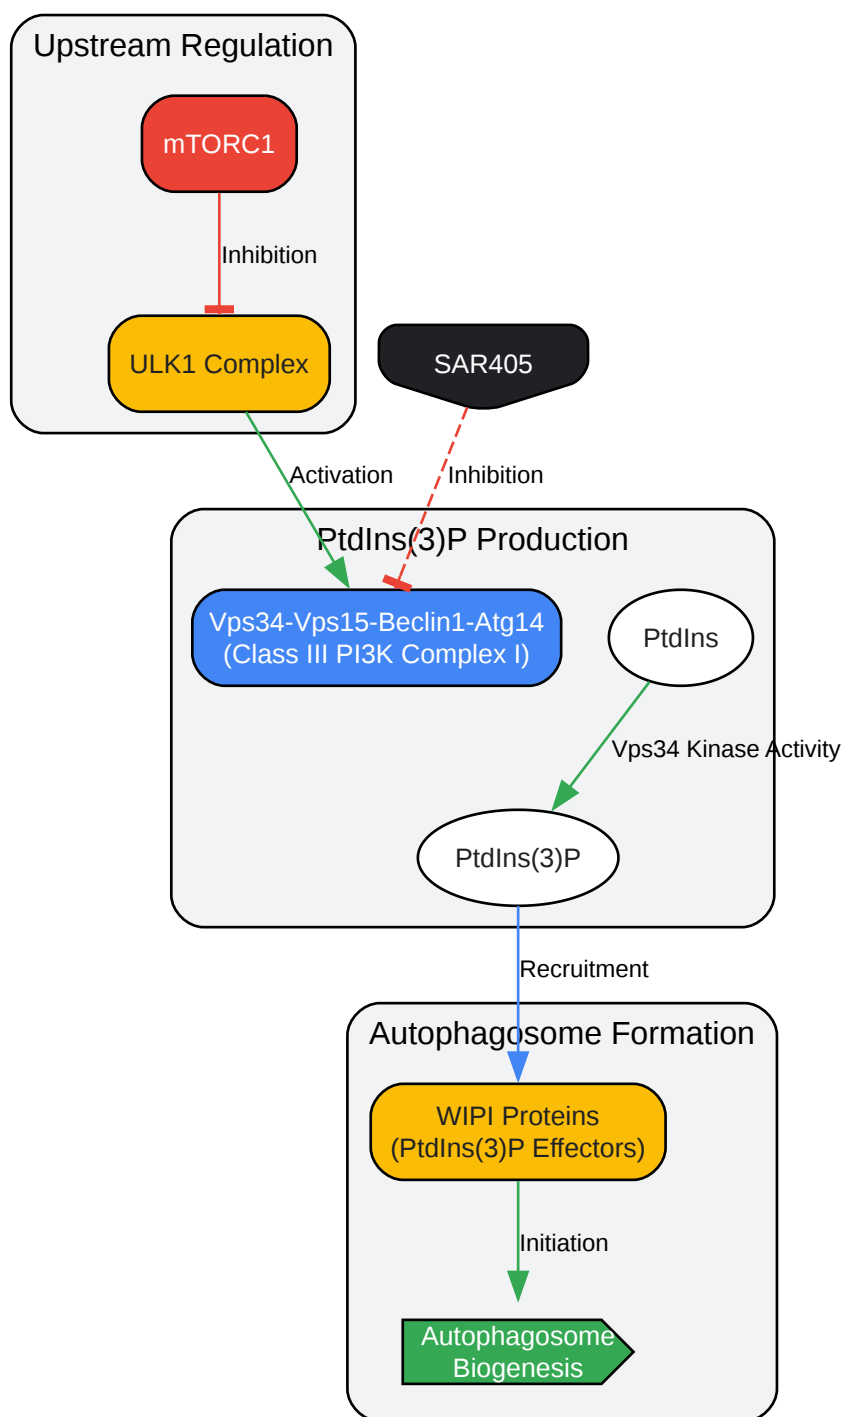 Upstream Regulation
mTORC1
Inhibition
ULK1 Complex
SAR405
Activation
Inhibition
PtdIns(3)P Production
Vps34-Vps15-Beclin1-Atg14
(Class III PI3K Complex I)
PtdIns
Vps34 Kinase Activity
PtdIns(3)P
Recruitment
Autophagosome Formation
WIPI Proteins
(PtdIns(3)P Effectors)
Initiation
Autophagosome
Biogenesis